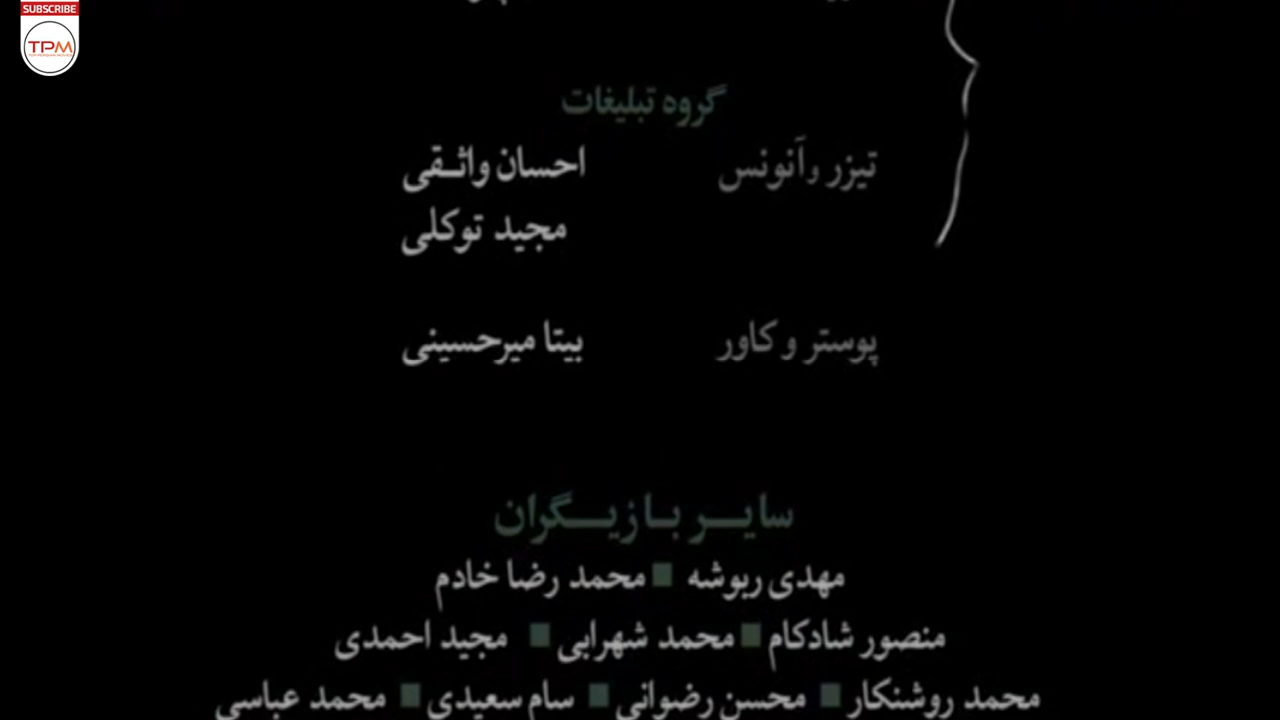 SUBSCRIBE
TPM
گروه تبلیغات
تیزر و آنونس احسان واثقی
مجید توکلی
پوستر و کاور بیتا میرحسینی
سایر بازیگران
مهدی ربوشه ■ محمد رضا خادم
منصور شادکام ■ محمد شهرابی ■ مجید احمدی
محمد روشنکار ■ محسن رضوانی ■ سام سعیدی ■ محمد عباسی